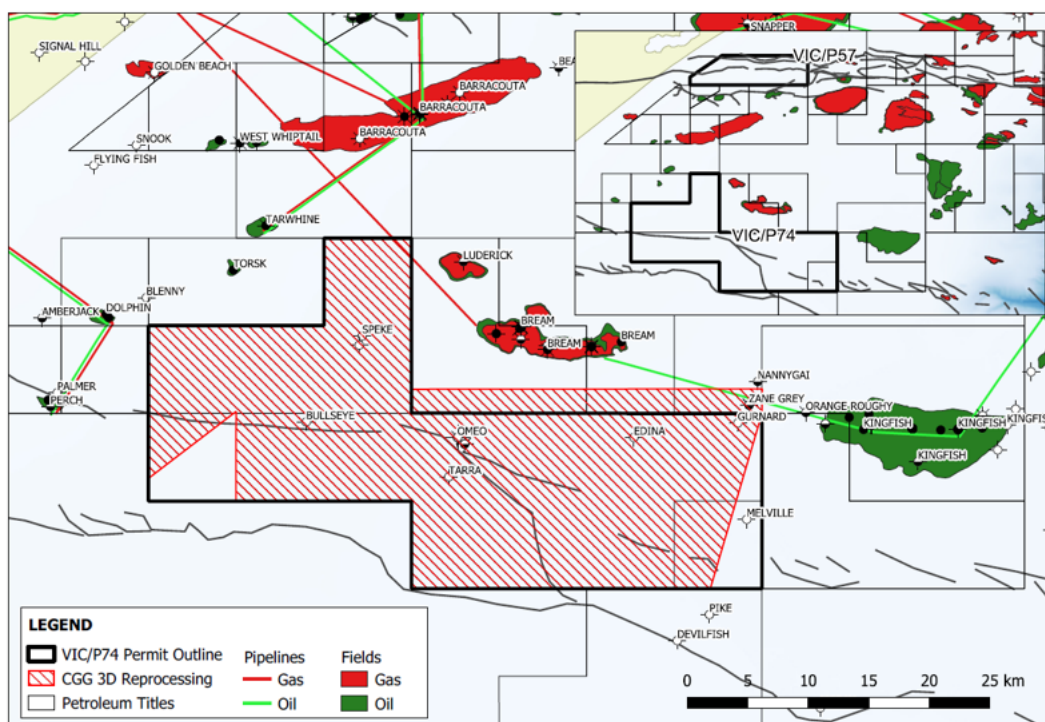 SNAPPER
SIGNAL HILL
GOLDEN BEACH
BARRACOUTA
BARRACOUTA
BARRACOUTA
SNOOK
WEST WHIPTAIL
FLYING FISH
TARWHINE
VIC/P57
VIC/P74
TORSK
LUDERICK
BLENNY
AMBERJACK
DOLPHIN
SPEKE
BREAM
BREAM
BREAM
PALMER
PERCH
NANNYGAI
ZANE GREY
ORANGE-ROUGHY
GURNARD
BULLSEYE
OMEO
EDINA
KINGFISH
KINGFISH
KINGFISH
TARRA
MELVILLE
PIKE
DEVILFISH
LEGEND
VIC/P74 Permit Outline
CGG 3D Reprocessing
Petroleum Titles
Pipelines
Gas
Oil
Fields
Gas
Oil
0 5 10 15 20 25 km